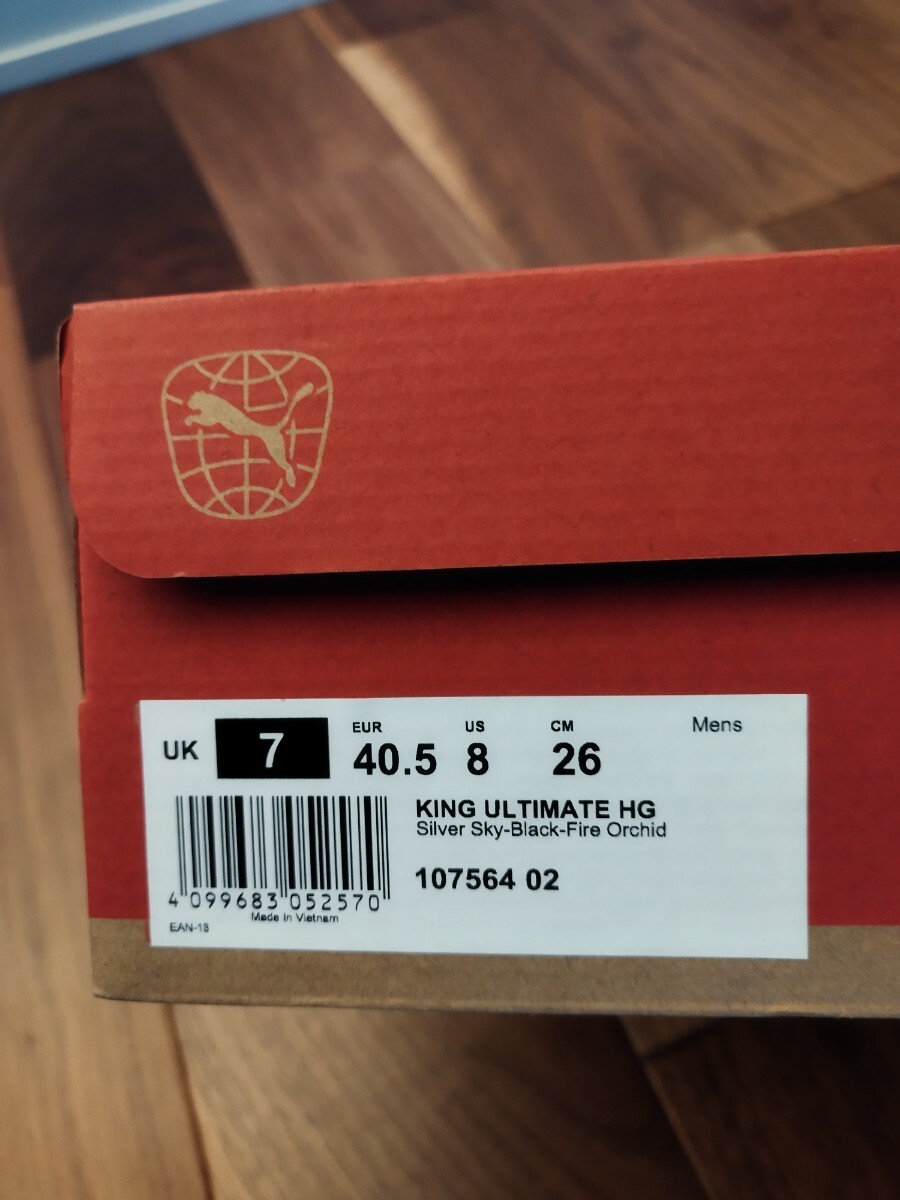 UK 7 EUR 40.5 US 8 CM 26 Mens
KING ULTIMATE HG
Silver Sky-Black-Fire Orchid
107564 02
4 099683 052570
Made in Vietnam
EAN-13